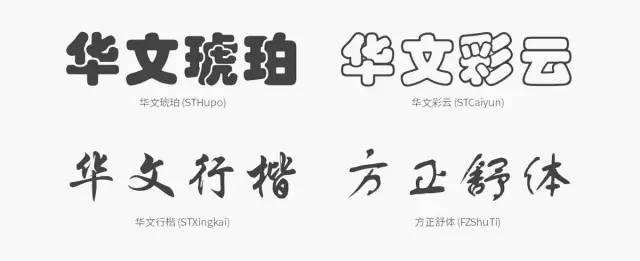 华文琥珀
华文琥珀 (STHupo)
华文彩云
华文彩云 (STCaiyun)
华文行楷
华文行楷 (STXingkai)
方正舒体
方正舒体 (FZShuTi)